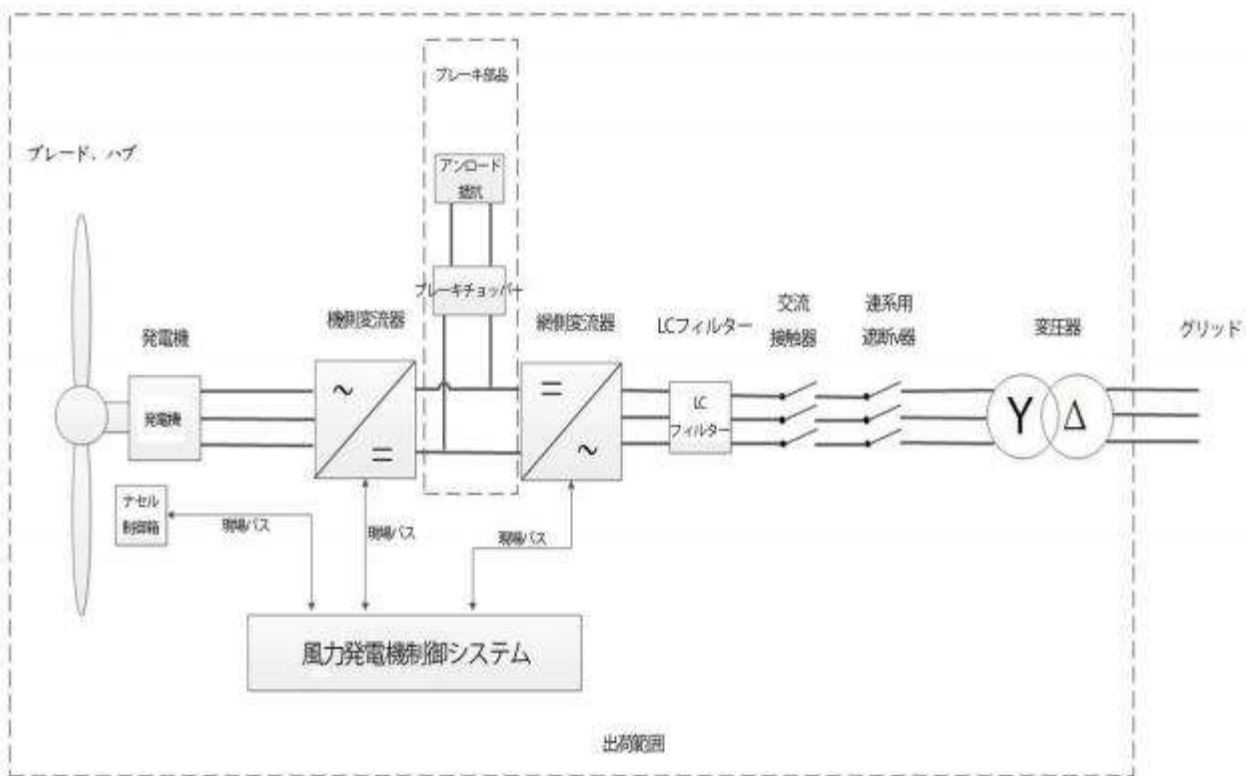 ブレーキ部品
ブレード、ハブ
アンロード
抵抗
ブレーキチョッパー
発電機
機側変流器
網側変流器
LCフィルター
交流
接触器
連系用
遮断v器
変圧器
グリッド
~
=
=
~
発電機
LC
フィルター
Y
Δ
ナセル
制御箱
現場バス
現場バス
現場バス
風力発電機制御システム
出荷範囲